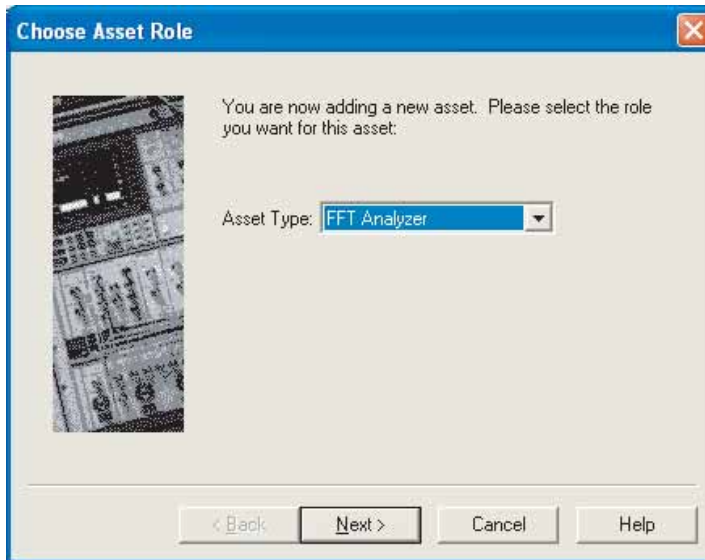 Choose Asset Role
You are now adding a new asset.  Please select the role
you want for this asset:
Asset Type: FFT Analyzer
< Back Next > Cancel Help